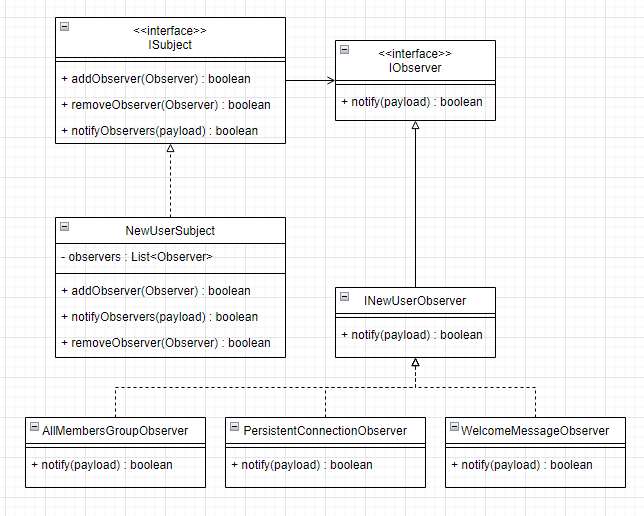 <<interface>>
ISubject
+ addObserver(Observer) : boolean
+ removeObserver(Observer) : boolean
+ notifyObservers(payload) : boolean
<<interface>>
IObserver
+ notify(payload) : boolean
NewUserSubject
- observers : List<Observer>
+ addObserver(Observer) : boolean
+ notifyObservers(payload) : boolean
+ removeObserver(Observer) : boolean
INewUserObserver
+ notify(payload) : boolean
AllMembersGroupObserver
+ notify(payload) : boolean
PersistentConnectionObserver
+ notify(payload) : boolean
WelcomeMessageObserver
+ notify(payload) : boolean